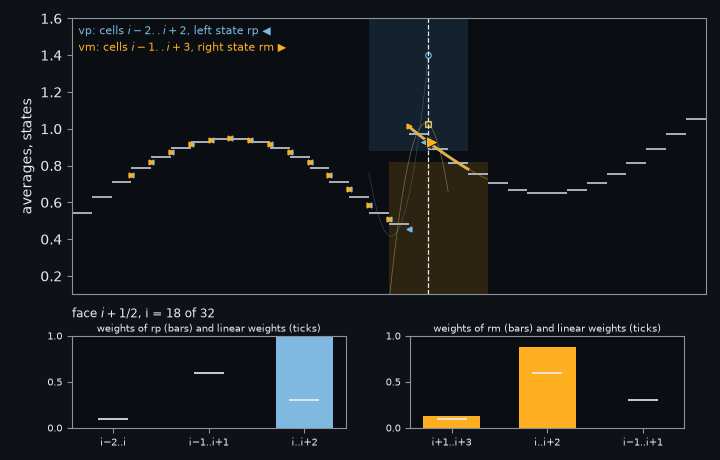 1.6
1.4
1.2
1.0
0.8
0.6
0.4
0.2
averages, states
vp: cells i − 2. . i + 2, left state rp ◀
vm: cells i − 1. . i + 3, right state rm ▶
face i + 1/2, i = 18 of 32
weights of rp (bars) and linear weights (ticks)
1.0
0.5
0.0
i−2..i
i−1..i+1
i..i+2
weights of rm (bars) and linear weights (ticks)
1.0
0.5
0.0
i+1..i+3
i..i+2
i−1..i+1